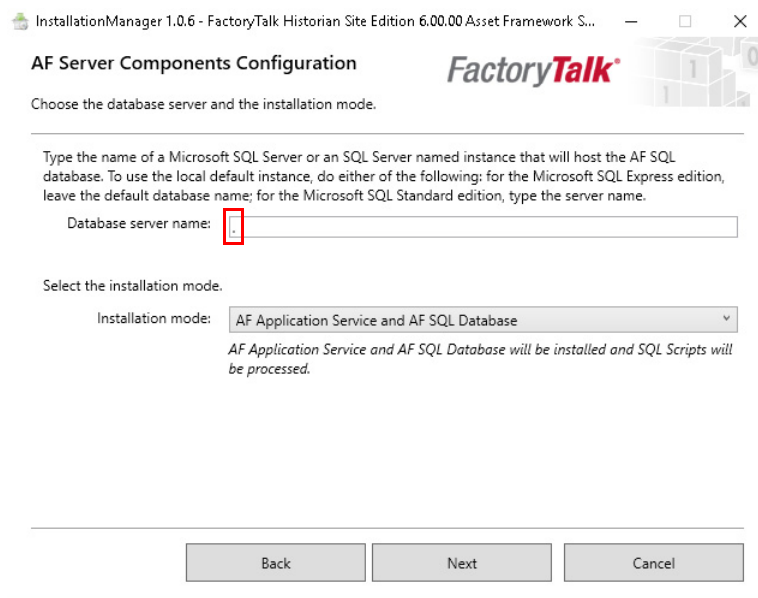 InstallationManager 1.0.6 - FactoryTalk Historian Site Edition 6.00.00 Asset Framework S...
AF Server Components Configuration
FactoryTalk
Choose the database server and the installation mode.
Type the name of a Microsoft SQL Server or an SQL Server named instance that will host the AF SQL
database. To use the local default instance, do either of the following: for the Microsoft SQL Express edition,
leave the default database name; for the Microsoft SQL Standard edition, type the server name.
Database server name: .
Select the installation mode.
Installation mode: AF Application Service and AF SQL Database
AF Application Service and AF SQL Database will be installed and SQL Scripts will
be processed.
Back Next Cancel